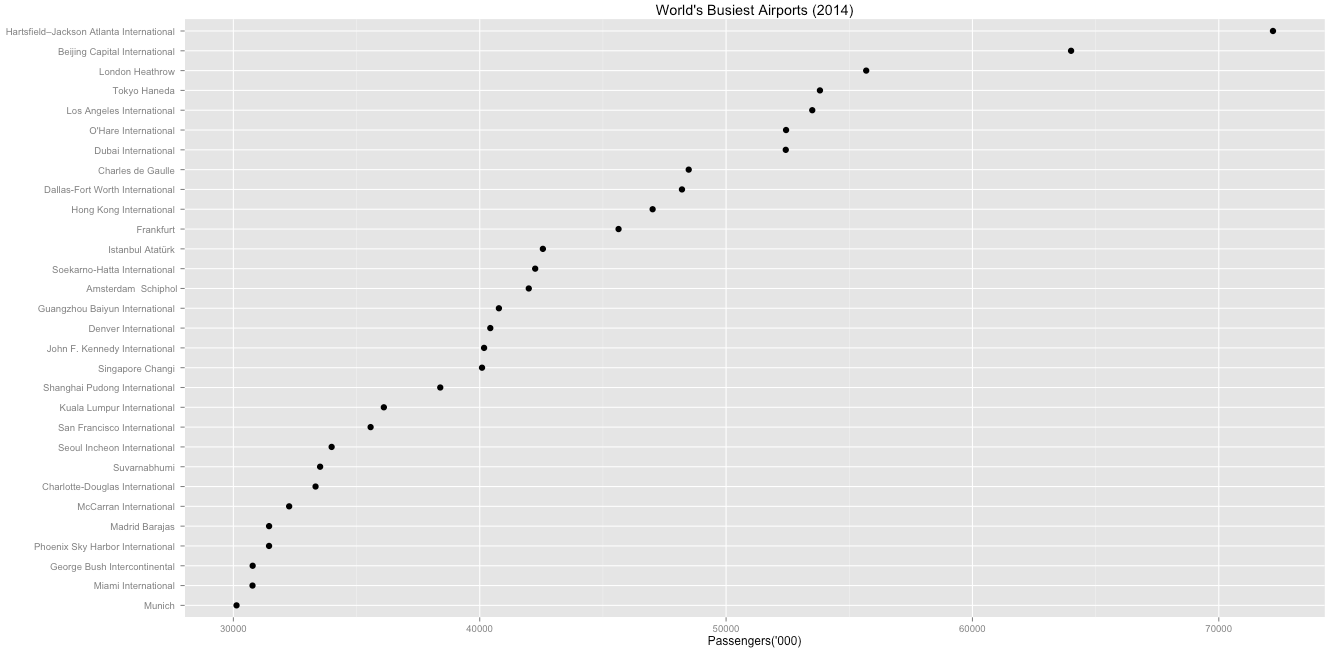 World's Busiest Airports (2014)
Hartsfield–Jackson Atlanta International
Beijing Capital International
London Heathrow
Tokyo Haneda
Los Angeles International
O'Hare International
Dubai International
Charles de Gaulle
Dallas-Fort Worth International
Hong Kong International
Frankfurt
Istanbul Atatürk
Soekarno-Hatta International
Amsterdam  Schiphol
Guangzhou Baiyun International
Denver International
John F. Kennedy International
Singapore Changi
Shanghai Pudong International
Kuala Lumpur International
San Francisco International
Seoul Incheon International
Suvarnabhumi
Charlotte-Douglas International
McCarran International
Madrid Barajas
Phoenix Sky Harbor International
George Bush Intercontinental
Miami International
Munich
30000 40000 50000 60000 70000
Passengers('000)